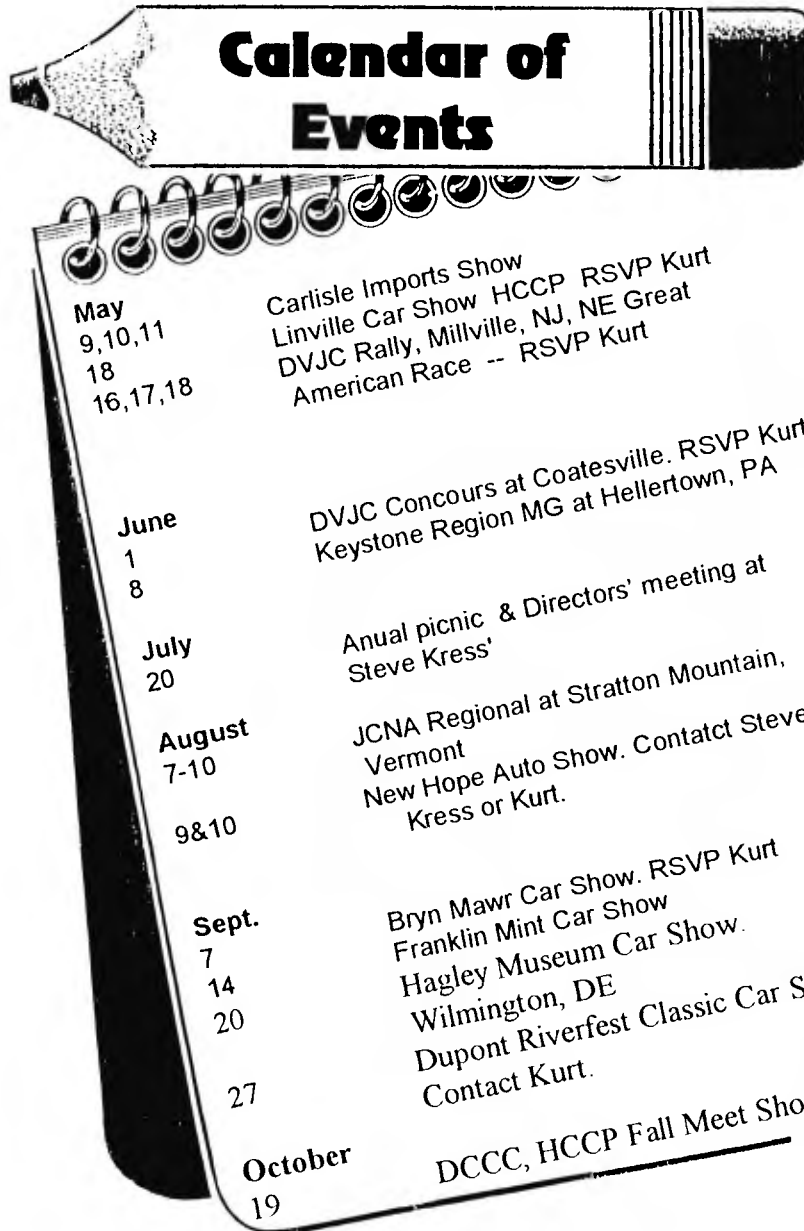 Calendar of
Events
May
9,10,11 Carlisle Imports Show
18 Linville Car Show HCCP RSVP Kurt
16,17,18 DVJC Rally, Millville, NJ, NE Great
American Race -- RSVP Kurt
June
1 DVJC Concours at Coatesville. RSVP Kurt
8 Keystone Region MG at Hellertown, PA
July
20 Anual picnic & Directors' meeting at
Steve Kress'
August
7-10 JCNA Regional at Stratton Mountain,
Vermont
9&10 New Hope Auto Show. Contatct Steve
Kress or Kurt.
Sept.
7 Bryn Mawr Car Show. RSVP Kurt
14 Franklin Mint Car Show
20 Hagley Museum Car Show.
Wilmington, DE
27 Dupont Riverfest Classic Car S
Contact Kurt.
October
19 DCCC, HCCP Fall Meet Sho